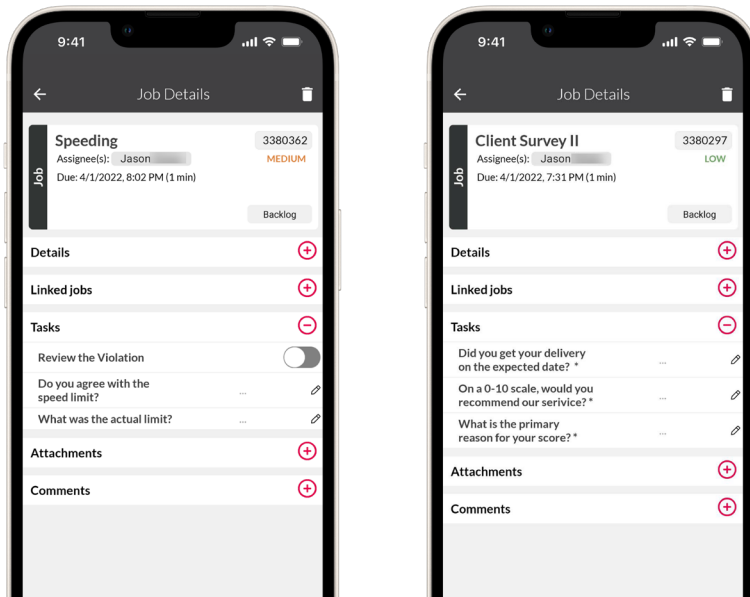 9:41
Job Details
Job
Speeding
3380362
Assignee(s): Jason
MEDIUM
Due: 4/1/2022, 8:02 PM (1 min)
Backlog
Details
Linked jobs
Tasks
Review the Violation
Do you agree with the
speed limit?
...
What was the actual limit?
...
Attachments
Comments
9:41
Job Details
Job
Client Survey II
3380297
Assignee(s): Jason
LOW
Due: 4/1/2022, 7:31 PM (1 min)
Backlog
Details
Linked jobs
Tasks
Did you get your delivery
on the expected date? *
...
On a 0-10 scale, would you
recommend our serivice? *
...
What is the primary
reason for your score? *
...
Attachments
Comments